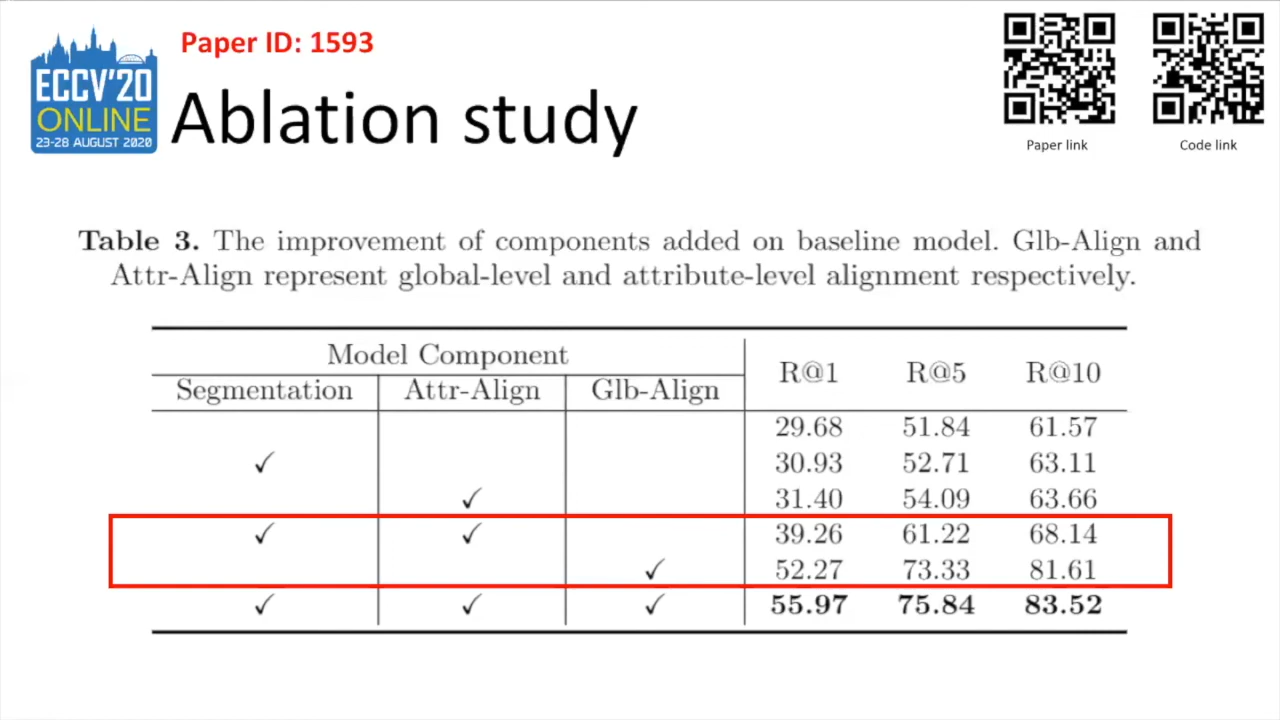 Paper ID: 1593
ECCV'20
ONLINE
23-28 AUGUST 2020
Ablation study
Paper link
Code link
Table 3. The improvement of components added on baseline model. Glb-Align and
Attr-Align represent global-level and attribute-level alignment respectively.
Model Component
R@1 R@5 R@10
Segmentation Attr-Align Glb-Align
29.68 51.84 61.57
✓ 30.93 52.71 63.11
✓ 31.40 54.09 63.66
✓ ✓ 39.26 61.22 68.14
✓ 52.27 73.33 81.61
✓ ✓ ✓ 55.97 75.84 83.52